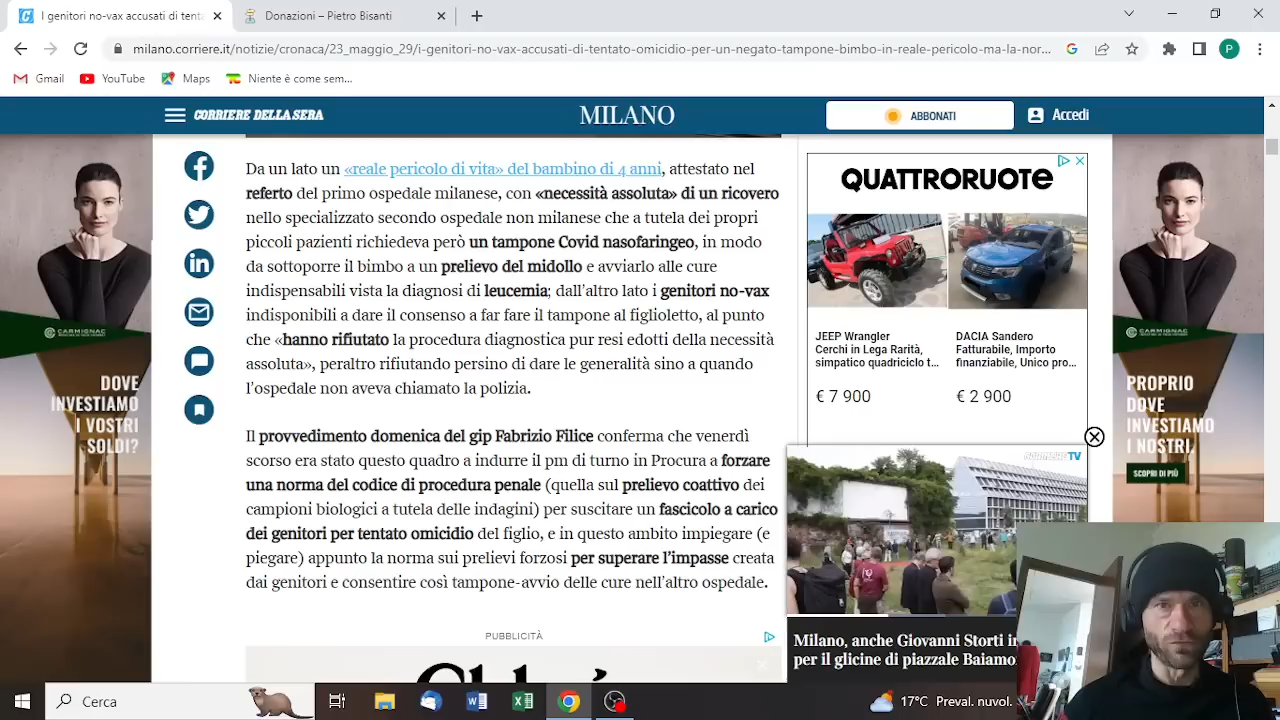 I genitori no-vax accusati di tentat
Donazioni – Pietro Bisanti
milano.corriere.it/notizie/cronaca/23_maggio_29/i-genitori-no-vax-accusati-di-tentato-omicidio-per-un-negato-tampone-bimbo-in-reale-pericolo-ma-la-nor...
P
Gmail
YouTube
Maps
Niente è come sem...
CORRIERE DELLA SERA
MILANO
ABBONATI
Accedi
Da un lato un «reale pericolo di vita» del bambino di 4 anni, attestato nel
referto del primo ospedale milanese, con «necessità assoluta» di un ricovero
nello specializzato secondo ospedale non milanese che a tutela dei propri
piccoli pazienti richiedeva però un tampone Covid nasofaringeo, in modo
da sottoporre il bimbo a un prelievo del midollo e avviarlo alle cure
indispensabili vista la diagnosi di leucemia; dall’altro lato i genitori no-vax
indisponibili a dare il consenso a far fare il tampone al figlioletto, al punto
che «hanno rifiutato la procedura diagnostica pur resi edotti della necessità
assoluta», peraltro rifiutando persino di dare le generalità sino a quando
l’ospedale non aveva chiamato la polizia.
Il provvedimento domenica del gip Fabrizio Filice conferma che venerdì
scorso era stato questo quadro a indurre il pm di turno in Procura a forzare
una norma del codice di procedura penale (quella sul prelievo coattivo dei
campioni biologici a tutela delle indagini) per suscitare un fascicolo a carico
dei genitori per tentato omicidio del figlio, e in questo ambito impiegare (e
piegare) appunto la norma sui prelievi forzosi per superare l’impasse creata
dai genitori e consentire così tampone-avvio delle cure nell’altro ospedale.
PUBBLICITÀ
QUATTRORUOTE
JEEP Wrangler
Cerchi in Lega Rarità,
simpatico quadriciclo t...
€ 7 900
DACIA Sandero
Fatturabile, Importo
finanziabile, Unico pro...
€ 2 900
CORRIERE TV
Milano, anche Giovanni Storti in
per il glicine di piazzale Baiamo
CARMIGNAC
DOVE
INVESTIAMO
I VOSTRI
SOLDI?
CARMIGNAC
PROPRIO
DOVE
INVESTIAMO
I NOSTRI.
SCOPRI DI PIÙ
Cerca
17°C Preval. nuvol.